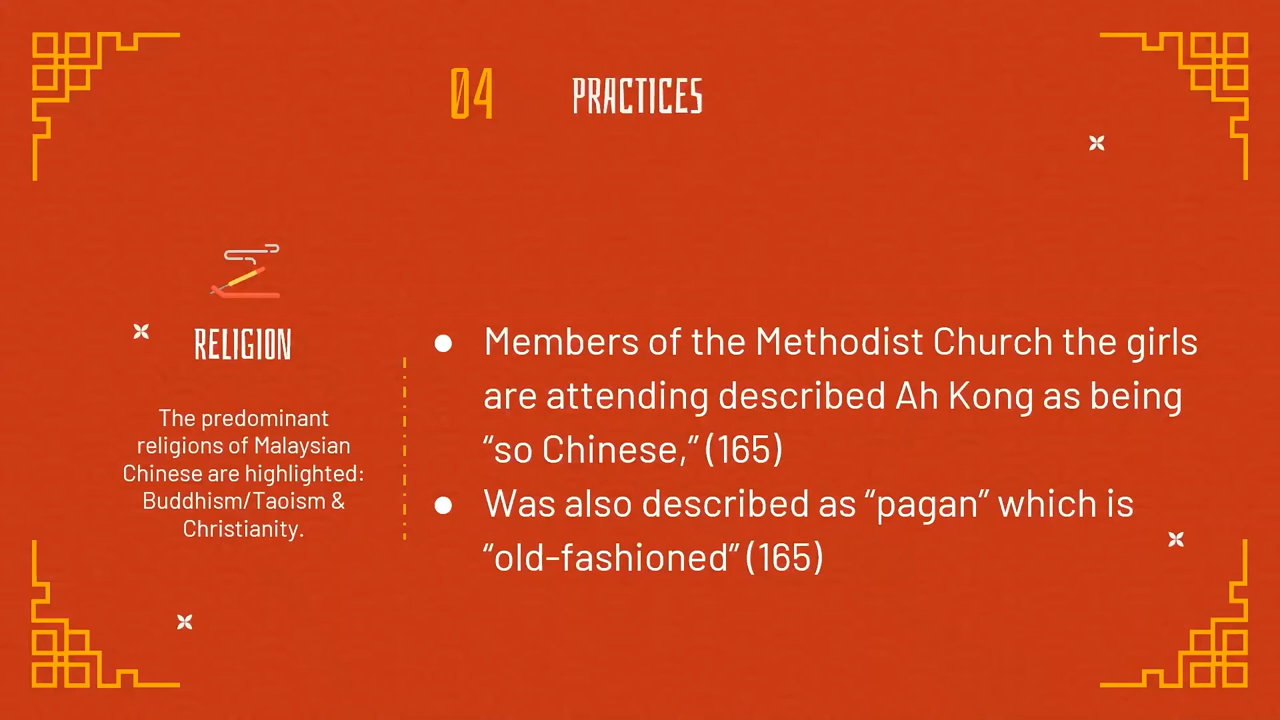 04 PRACTICES
RELIGION
The predominant
religions of Malaysian
Chinese are highlighted:
Buddhism/Taoism &
Christianity.
● Members of the Methodist Church the girls
are attending described Ah Kong as being
“so Chinese,” (165)
● Was also described as “pagan” which is
“old-fashioned” (165)